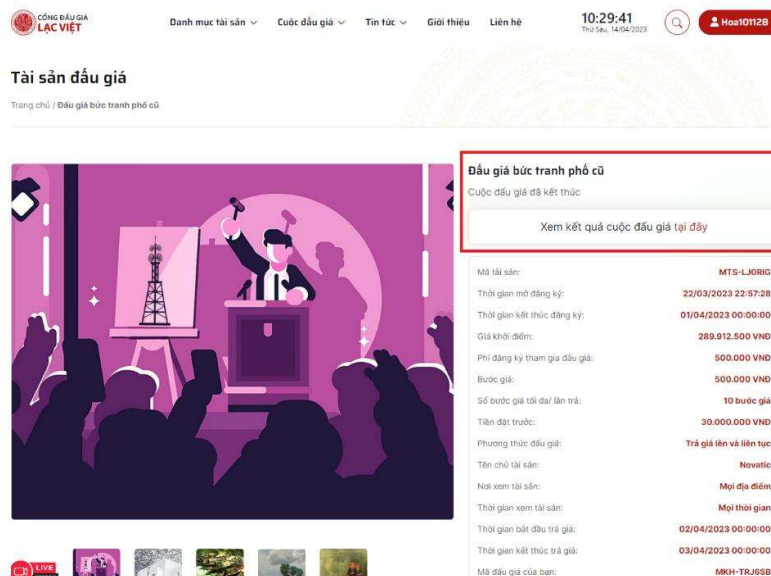 CỔNG ĐẤU GIÁ
LẠC VIỆT
Danh mục tài sản
Cuộc đấu giá
Tin tức
Giới thiệu
Liên hệ
10:29:41
Thứ Sáu, 14/04/2023
Hoa101128
Tài sản đấu giá
Trang chủ / Đấu giá bức tranh phố cũ
Đấu giá bức tranh phố cũ
Cuộc đấu giá đã kết thúc
Xem kết quả cuộc đấu giá tại đây
Mã tài sản: MTS-LJ0RIG
Thời gian mở đăng ký: 22/03/2023 22:57:28
Thời gian kết thúc đăng ký: 01/04/2023 00:00:00
Giá khởi điểm: 289.912.500 VNĐ
Phí đăng ký tham gia đấu giá: 500.000 VNĐ
Bước giá: 500.000 VNĐ
Số bước giá tối đa/ lần trả: 10 bước giá
Tiền đặt trước: 30.000.000 VNĐ
Phương thức đấu giá: Trả giá lên và liên tục
Tên chủ tài sản: Novatic
Nơi xem tài sản: Mọi địa điểm
Thời gian xem tài sản: Mọi thời gian
Thời gian bắt đầu trả giá: 02/04/2023 00:00:00
Thời gian kết thúc trả giá: 03/04/2023 00:00:00
Mã đấu giá của bạn: MKH-TRJ6SB
LIVE